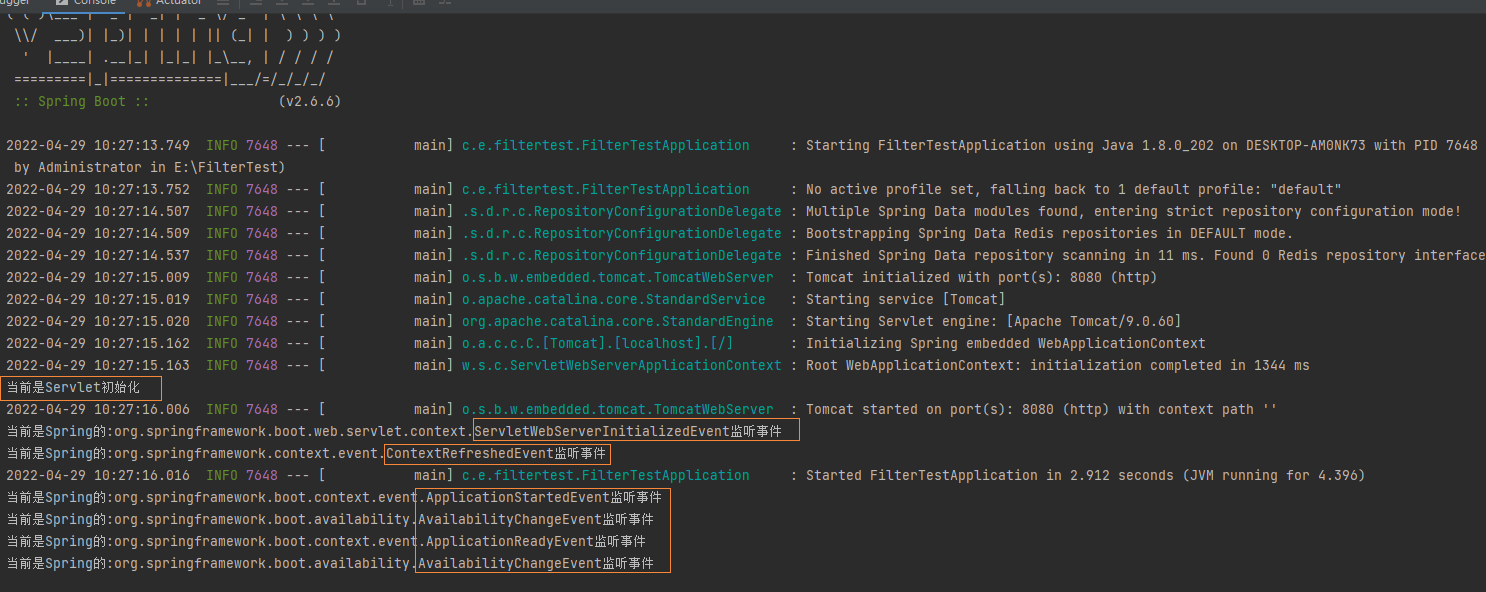 Console Actuator
\\/  ___)| |_)| | | | | || (_| |  ) ) ) )
'  |____| .__|_| |_|_| |_\__, | / / / /
=========|_|==============|___/=/_/_/_/
:: Spring Boot ::                (v2.6.6)
2022-04-29 10:27:13.749  INFO 7648 --- [           main] c.e.filtertest.FilterTestApplication     : Starting FilterTestApplication using Java 1.8.0_202 on DESKTOP-AM0NK73 with PID 7648
by Administrator in E:\FilterTest)
2022-04-29 10:27:13.752  INFO 7648 --- [           main] c.e.filtertest.FilterTestApplication     : No active profile set, falling back to 1 default profile: "default"
2022-04-29 10:27:14.507  INFO 7648 --- [           main] .s.d.r.c.RepositoryConfigurationDelegate : Multiple Spring Data modules found, entering strict repository configuration mode!
2022-04-29 10:27:14.509  INFO 7648 --- [           main] .s.d.r.c.RepositoryConfigurationDelegate : Bootstrapping Spring Data Redis repositories in DEFAULT mode.
2022-04-29 10:27:14.537  INFO 7648 --- [           main] .s.d.r.c.RepositoryConfigurationDelegate : Finished Spring Data repository scanning in 11 ms. Found 0 Redis repository interface
2022-04-29 10:27:15.009  INFO 7648 --- [           main] o.s.b.w.embedded.tomcat.TomcatWebServer  : Tomcat initialized with port(s): 8080 (http)
2022-04-29 10:27:15.019  INFO 7648 --- [           main] o.apache.catalina.core.StandardService   : Starting service [Tomcat]
2022-04-29 10:27:15.020  INFO 7648 --- [           main] org.apache.catalina.core.StandardEngine  : Starting Servlet engine: [Apache Tomcat/9.0.60]
2022-04-29 10:27:15.162  INFO 7648 --- [           main] o.a.c.c.C.[Tomcat].[localhost].[/]       : Initializing Spring embedded WebApplicationContext
2022-04-29 10:27:15.163  INFO 7648 --- [           main] w.s.c.ServletWebServerApplicationContext : Root WebApplicationContext: initialization completed in 1344 ms
当前是Servlet初始化
2022-04-29 10:27:16.006  INFO 7648 --- [           main] o.s.b.w.embedded.tomcat.TomcatWebServer  : Tomcat started on port(s): 8080 (http) with context path ''
当前是Spring的:org.springframework.boot.web.servlet.context.ServletWebServerInitializedEvent监听事件
当前是Spring的:org.springframework.context.event.ContextRefreshedEvent监听事件
2022-04-29 10:27:16.016  INFO 7648 --- [           main] c.e.filtertest.FilterTestApplication     : Started FilterTestApplication in 2.912 seconds (JVM running for 4.396)
当前是Spring的:org.springframework.boot.context.event.ApplicationStartedEvent监听事件
当前是Spring的:org.springframework.boot.availability.AvailabilityChangeEvent监听事件
当前是Spring的:org.springframework.boot.context.event.ApplicationReadyEvent监听事件
当前是Spring的:org.springframework.boot.availability.AvailabilityChangeEvent监听事件